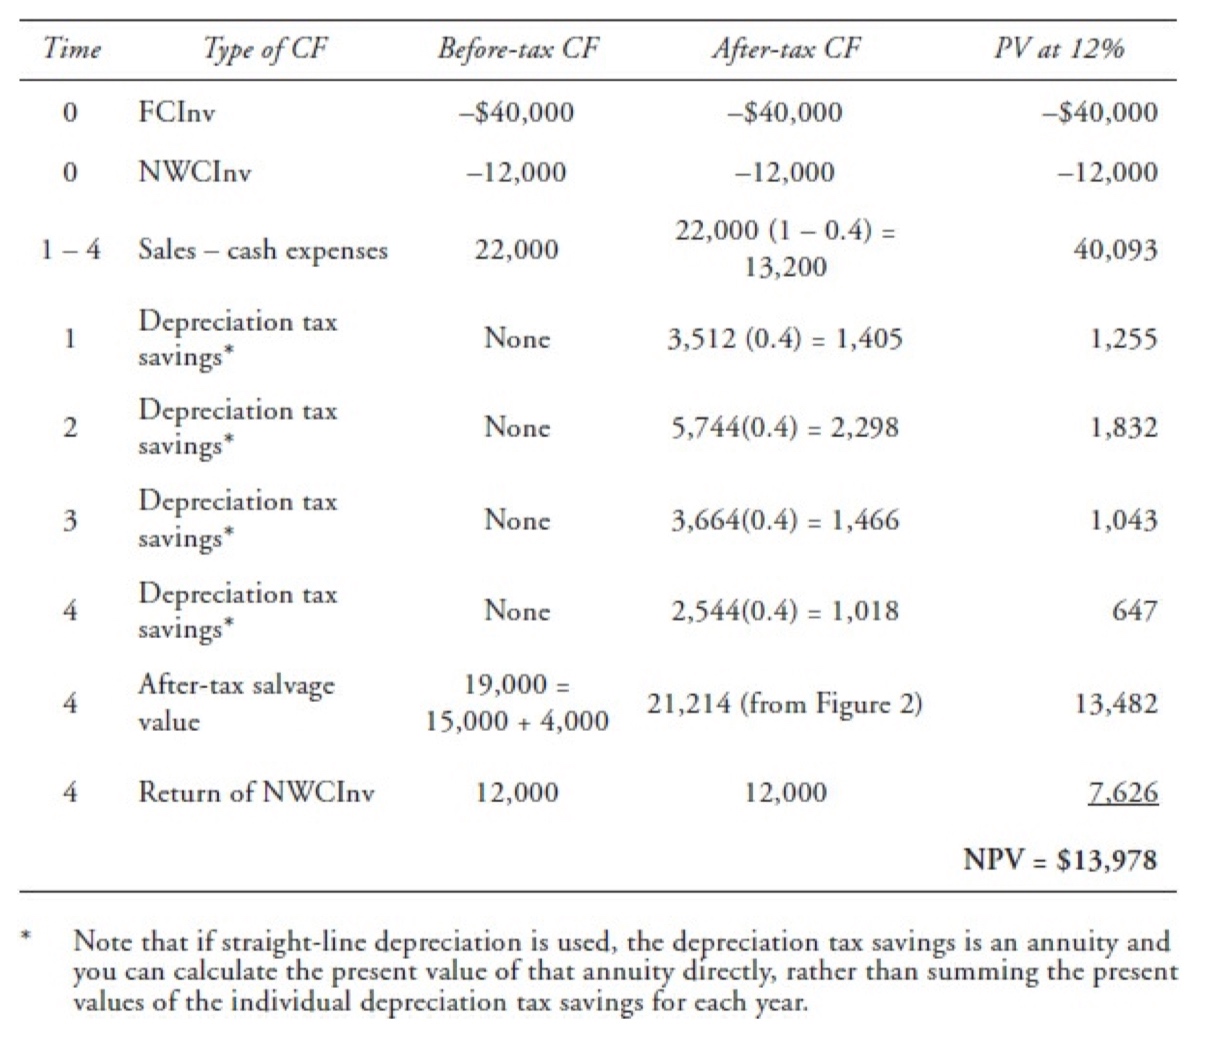 Time Type of CF Before-tax CF After-tax CF PV at 12%
0 FCInv –$40,000 –$40,000 –$40,000
0 NWCInv –12,000 –12,000 –12,000
1 – 4 Sales – cash expenses 22,000 22,000 (1 – 0.4) = 13,200 40,093
1 Depreciation tax savings* None 3,512 (0.4) = 1,405 1,255
2 Depreciation tax savings* None 5,744(0.4) = 2,298 1,832
3 Depreciation tax savings* None 3,664(0.4) = 1,466 1,043
4 Depreciation tax savings* None 2,544(0.4) = 1,018 647
4 After-tax salvage value 19,000 = 15,000 + 4,000 21,214 (from Figure 2) 13,482
4 Return of NWCInv 12,000 12,000 7,626
NPV = $13,978
* Note that if straight-line depreciation is used, the depreciation tax savings is an annuity and
you can calculate the present value of that annuity directly, rather than summing the present
values of the individual depreciation tax savings for each year.